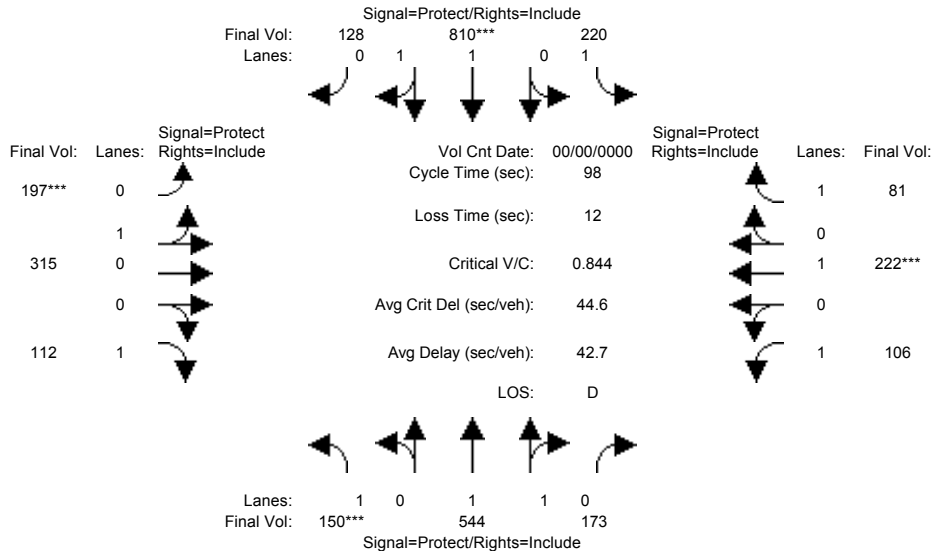 Signal=Protect/Rights=Include
Final Vol: 128 810*** 220
Lanes: 0 1 1 0 1
Signal=Protect Signal=Protect
Final Vol: Lanes: Rights=Include Vol Cnt Date: 00/00/0000 Rights=Include Lanes: Final Vol:
Cycle Time (sec): 98
197*** 0 1 81
Loss Time (sec): 12
1 0
315 0 Critical V/C: 0.844 1 222***
0 Avg Crit Del (sec/veh): 44.6 0
112 1 Avg Delay (sec/veh): 42.7 1 106
LOS: D
Lanes: 1 0 1 1 0
Final Vol: 150*** 544 173
Signal=Protect/Rights=Include